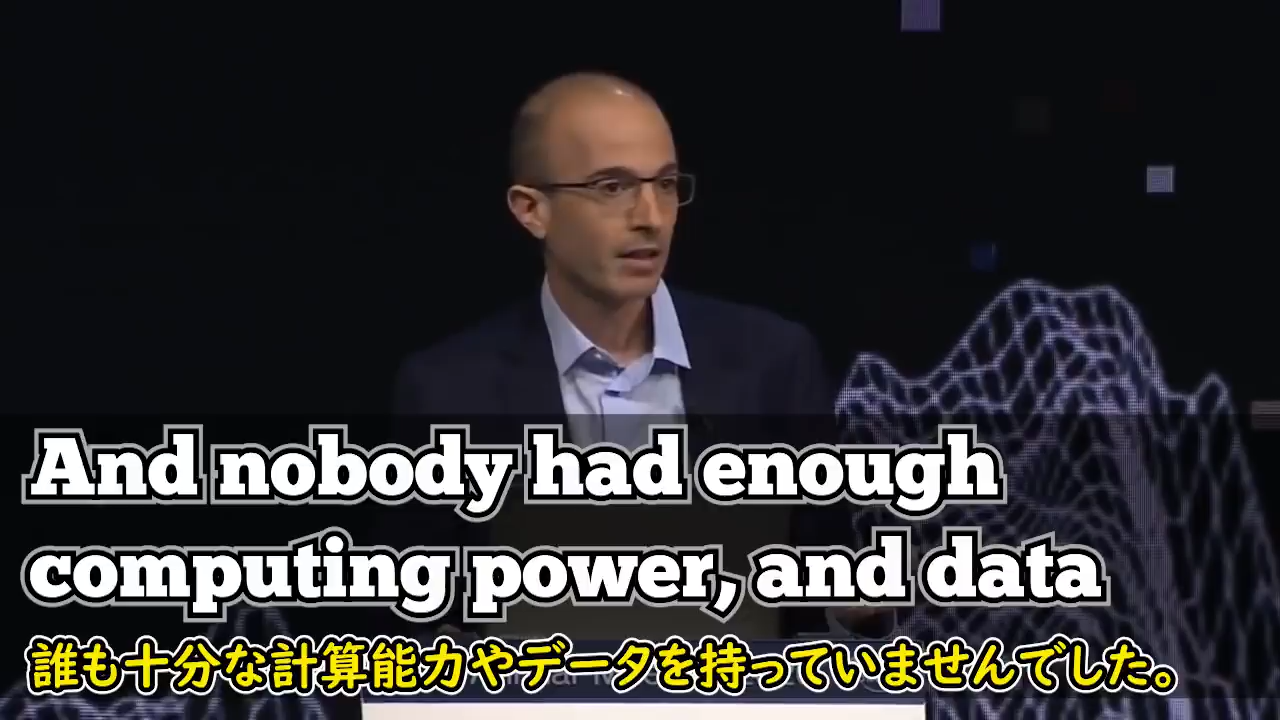 And nobody had enough
computing power, and data
誰も十分な計算能力やデータを持っていませんでした。